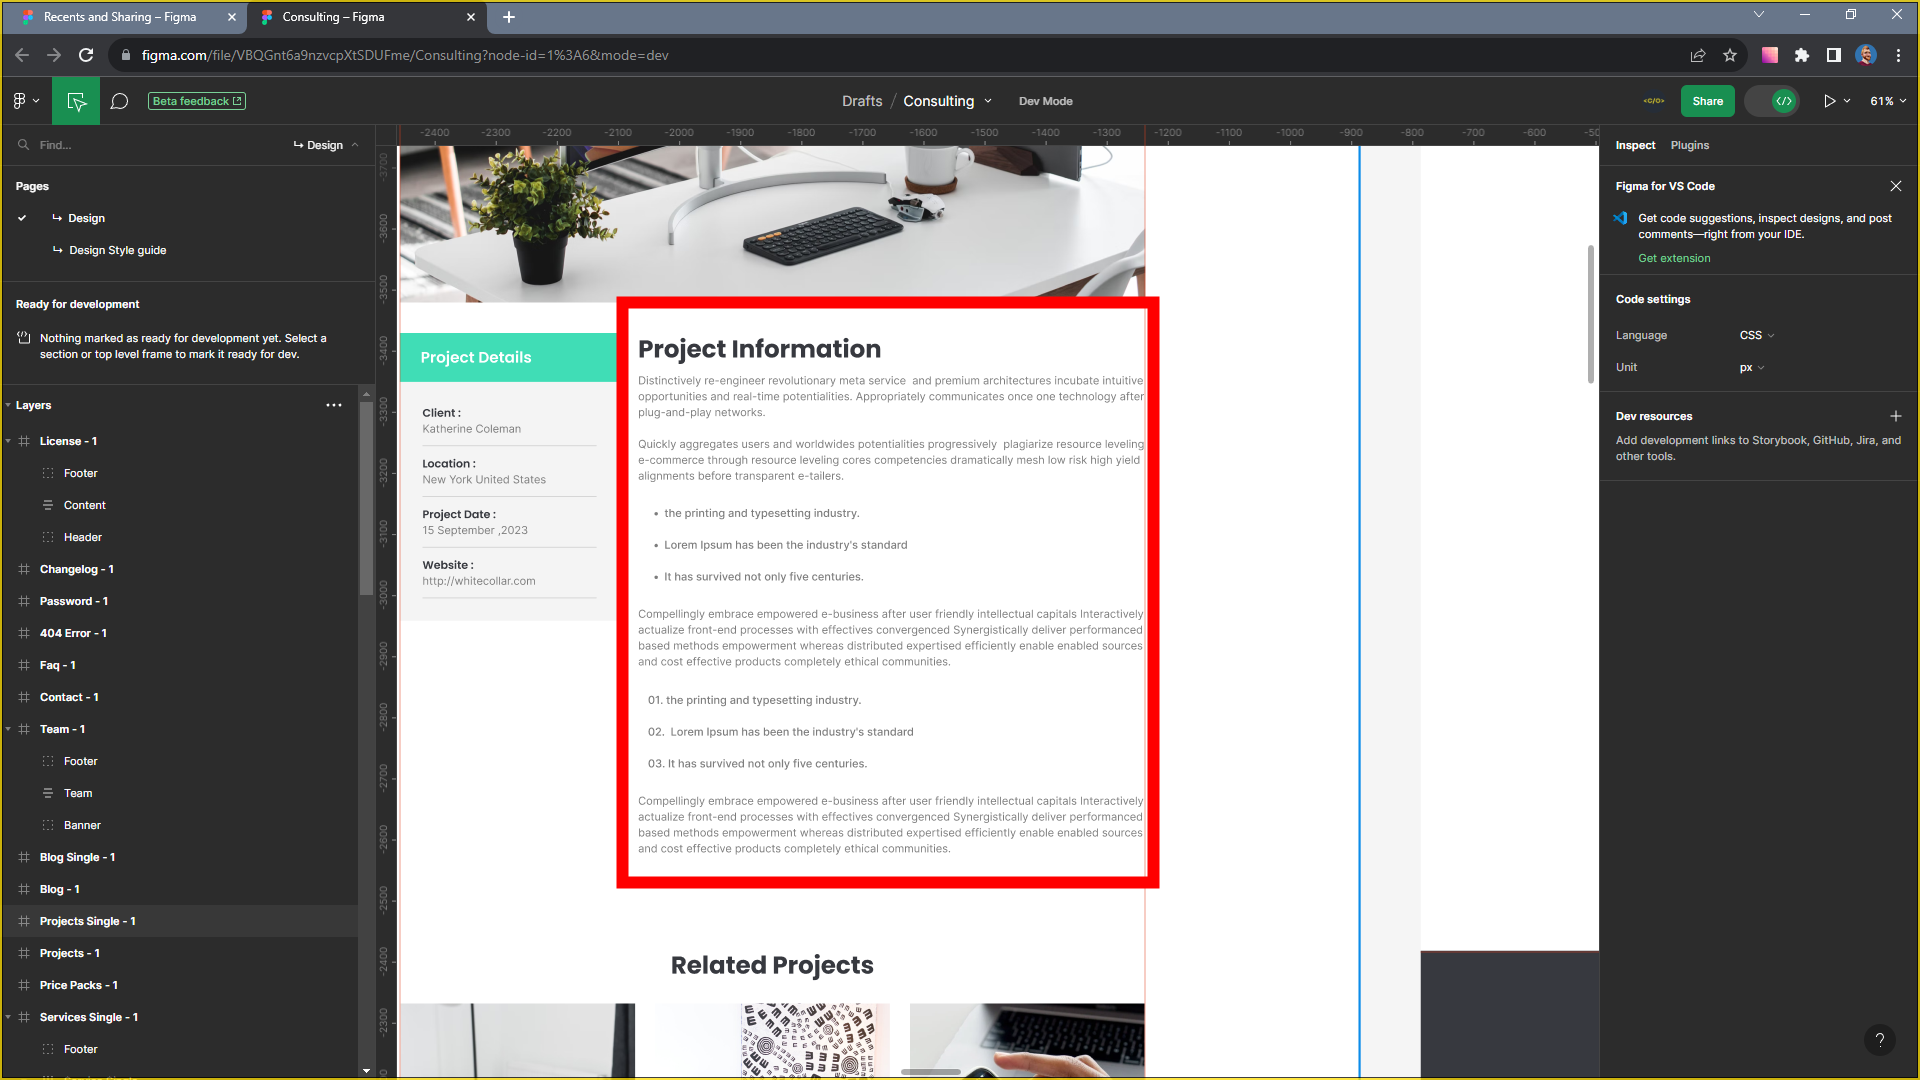 Recents and Sharing – Figma
Consulting – Figma
figma.com/file/VBQGnt6a9nzvcpXtSDUFme/Consulting?node-id=1%3A6&mode=dev
Beta feedback
Drafts / Consulting
Dev Mode
Share
61%
Find...
Design
Pages
Design
Design Style guide
Ready for development
Nothing marked as ready for development yet. Select a
section or top level frame to mark it ready for dev.
Layers
License - 1
Footer
Content
Header
Changelog - 1
Password - 1
404 Error - 1
Faq - 1
Contact - 1
Team - 1
Footer
Team
Banner
Blog Single - 1
Blog - 1
Projects Single - 1
Projects - 1
Price Packs - 1
Services Single - 1
Footer
-2400 -2300 -2200 -2100 -2000 -1900 -1800 -1700 -1600 -1500 -1400 -1300 -1200 -1100 -1000 -900 -800 -700 -600
-3700
-3600
-3500
-3400
-3300
-3200
-3100
-3000
-2900
-2800
-2700
-2600
-2500
-2400
-2300
Project Details
Client :
Katherine Coleman
Location :
New York United States
Project Date :
15 September ,2023
Website :
http://whitecollar.com
Project Information
Distinctively re-engineer revolutionary meta service  and premium architectures incubate intuitive
opportunities and real-time potentialities. Appropriately communicates once one technology after
plug-and-play networks.
Quickly aggregates users and worldwides potentialities progressively  plagiarize resource leveling
e-commerce through resource leveling cores competencies dramatically mesh low risk high yield
alignments before transparent e-tailers.
• the printing and typesetting industry.
• Lorem Ipsum has been the industry's standard
• It has survived not only five centuries.
Compellingly embrace empowered e-business after user friendly intellectual capitals Interactively
actualize front-end processes with effectives convergenced Synergistically deliver performanced
based methods empowerment whereas distributed expertised efficiently enable enabled sources
and cost effective products completely ethical communities.
01. the printing and typesetting industry.
02.  Lorem Ipsum has been the industry's standard
03. It has survived not only five centuries.
Compellingly embrace empowered e-business after user friendly intellectual capitals Interactively
actualize front-end processes with effectives convergenced Synergistically deliver performanced
based methods empowerment whereas distributed expertised efficiently enable enabled sources
and cost effective products completely ethical communities.
Related Projects
Inspect
Plugins
Figma for VS Code
Get code suggestions, inspect designs, and post
comments—right from your IDE.
Get extension
Code settings
Language CSS
Unit px
Dev resources
Add development links to Storybook, GitHub, Jira, and
other tools.
?